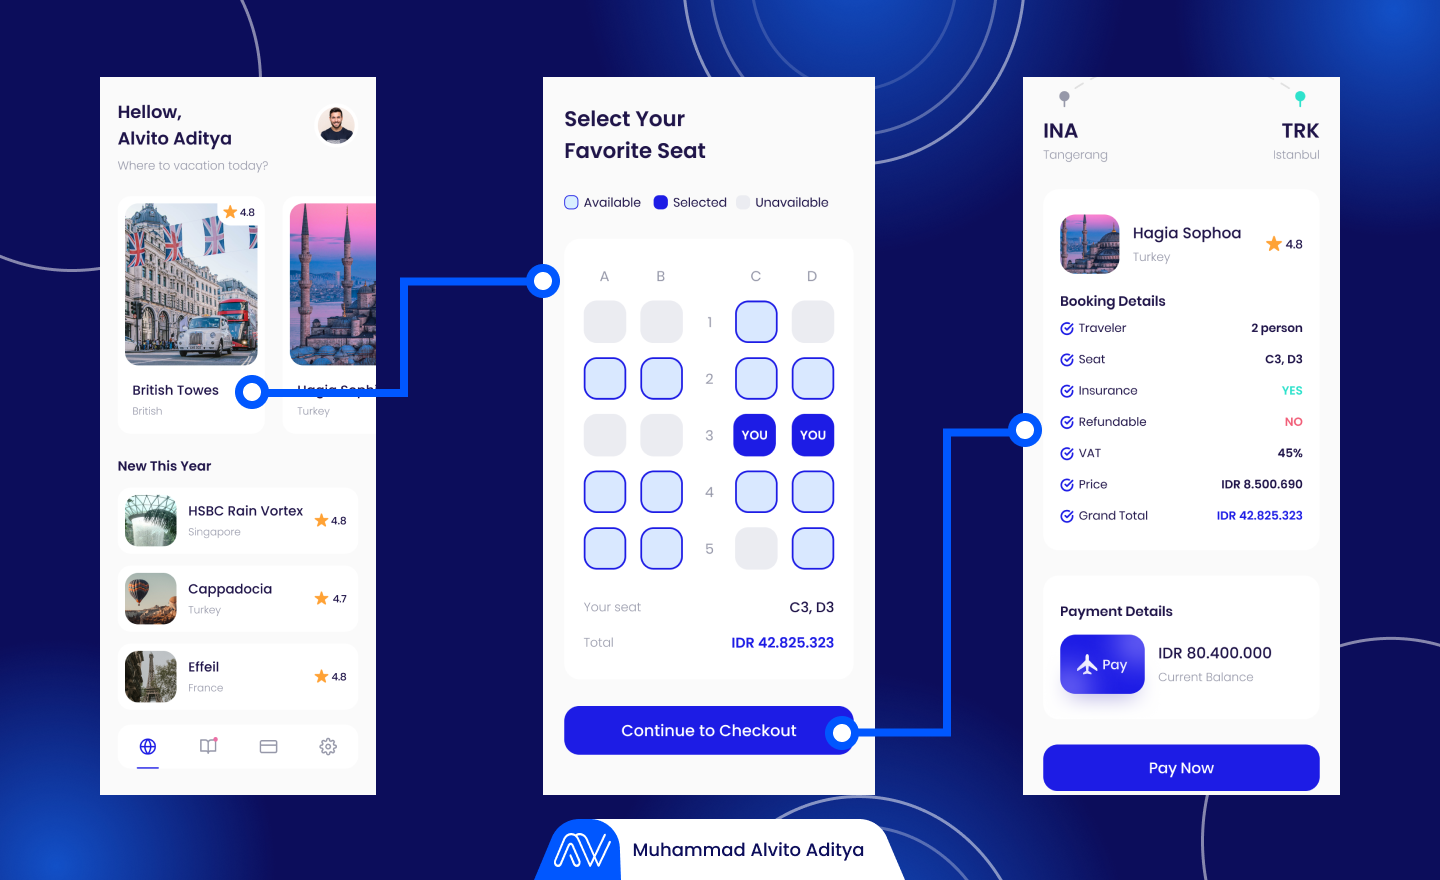 Hellow,
Alvito Aditya
Where to vacation today?
4.8
British Towes
British
Turkey
New This Year
HSBC Rain Vortex
Singapore
4.8
Cappadocia
Turkey
4.7
Effeil
France
4.8
Select Your
Favorite Seat
Available Selected Unavailable
A B C D
1
2
3 YOU YOU
4
5
Your seat C3, D3
Total IDR 42.825.323
Continue to Checkout
INA TRK
Tangerang Istanbul
Hagia Sophoa
Turkey
4.8
Booking Details
Traveler 2 person
Seat C3, D3
Insurance YES
Refundable NO
VAT 45%
Price IDR 8.500.690
Grand Total IDR 42.825.323
Payment Details
Pay
IDR 80.400.000
Current Balance
Pay Now
Muhammad Alvito Aditya